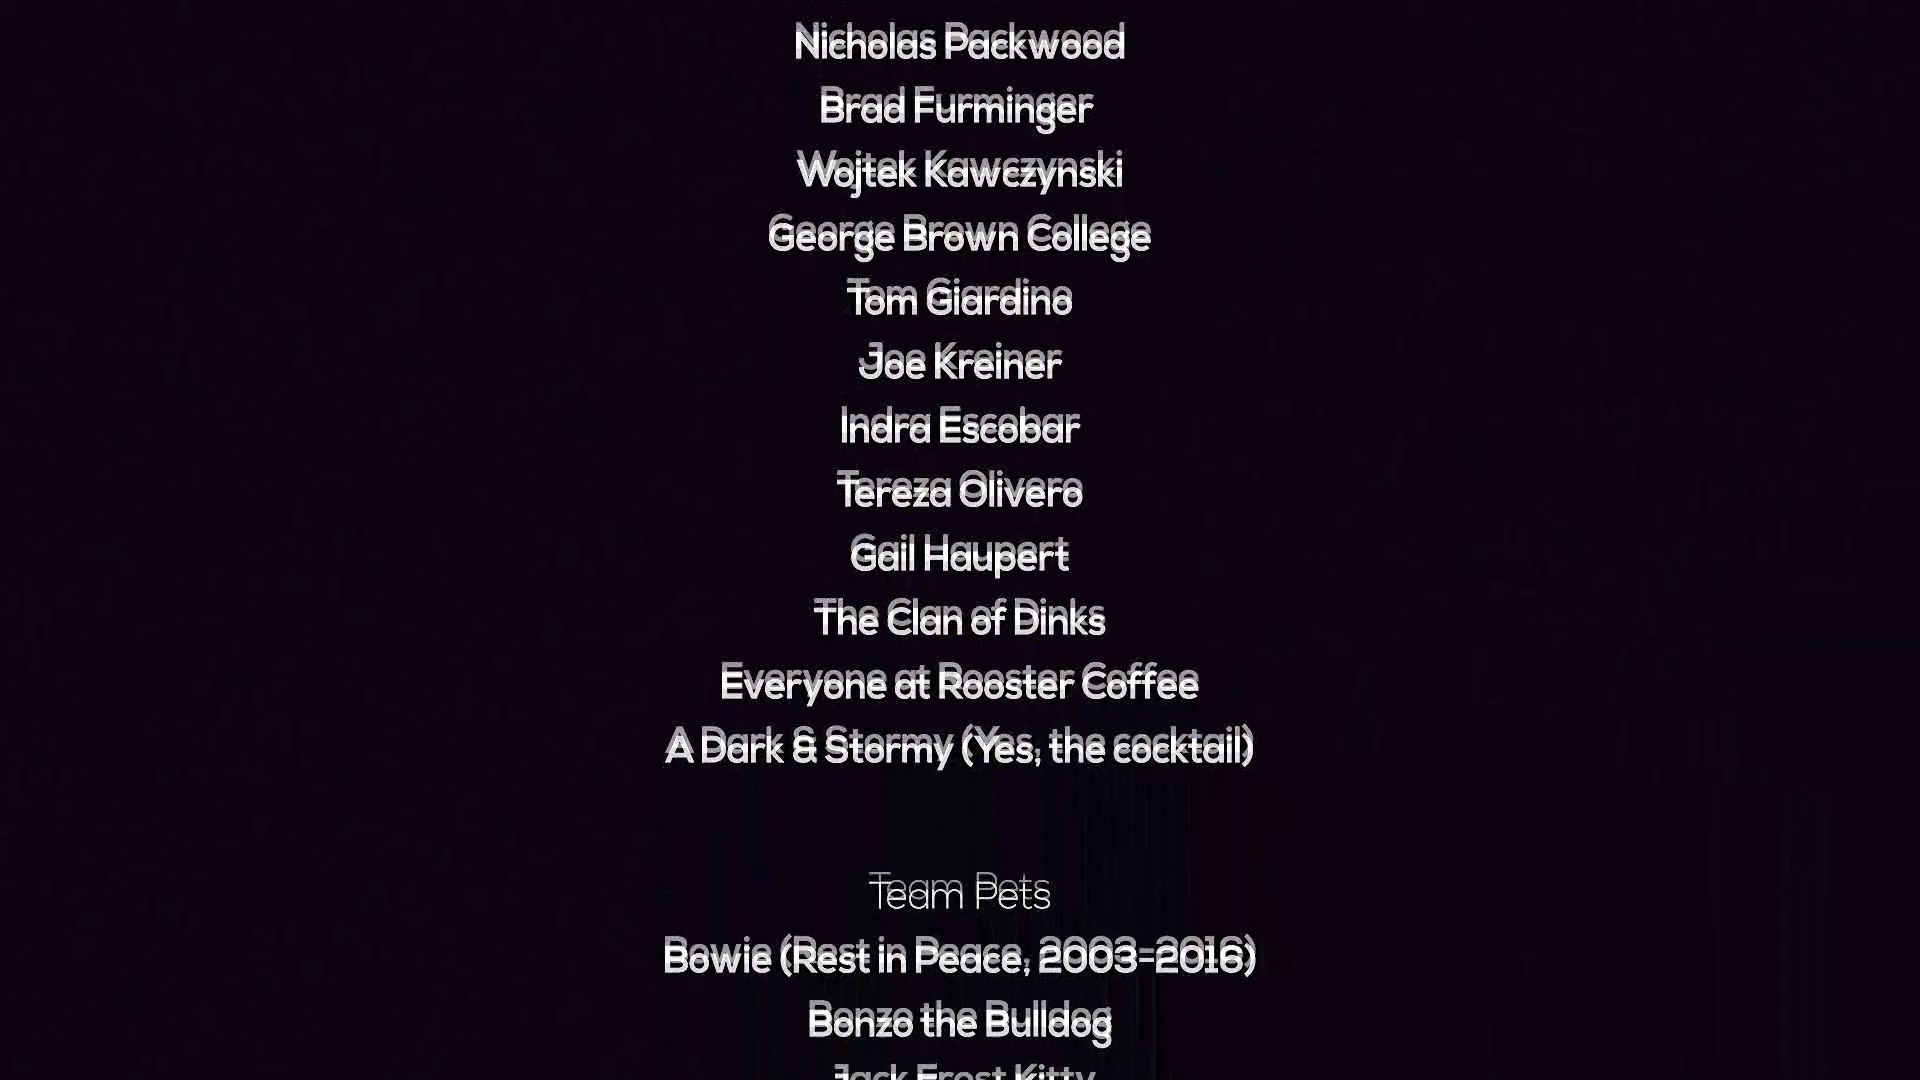 Nicholas Packwood
Brad Furminger
Wojtek Kawczynski
George Brown College
Tom Giardino
Joe Kreiner
Indra Escobar
Tereza Olivero
Gail Haupert
The Clan of Dinks
Everyone at Rooster Coffee
A Dark & Stormy (Yes, the cocktail)
Team Pets
Bowie (Rest in Peace, 2003-2016)
Bonzo the Bulldog
Jack Frost Kitty